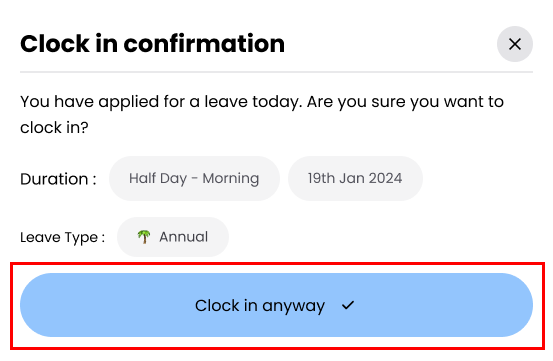 Clock in confirmation
You have applied for a leave today. Are you sure you want to
clock in?
Duration : Half Day - Morning 19th Jan 2024
Leave Type : Annual
Clock in anyway